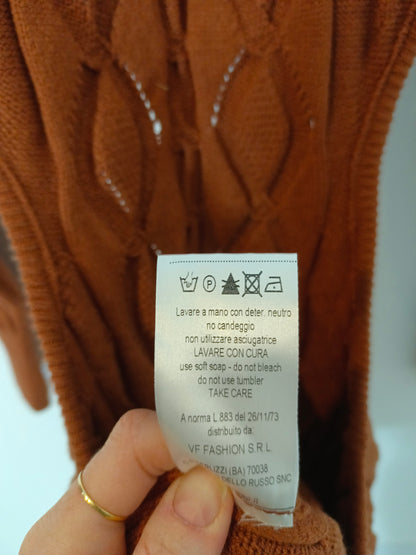 P
Lavare a mano con deter. neutro
no candeggio
non utilizzare asciugatrice
LAVARE CON CURA
use soft soap - do not bleach
do not use tumbler
TAKE CARE
A norma L 883 del 26/11/73
distribuito da:
VF FASHION S.R.L.
(BA) 70038
DELLO RUSSO SNC